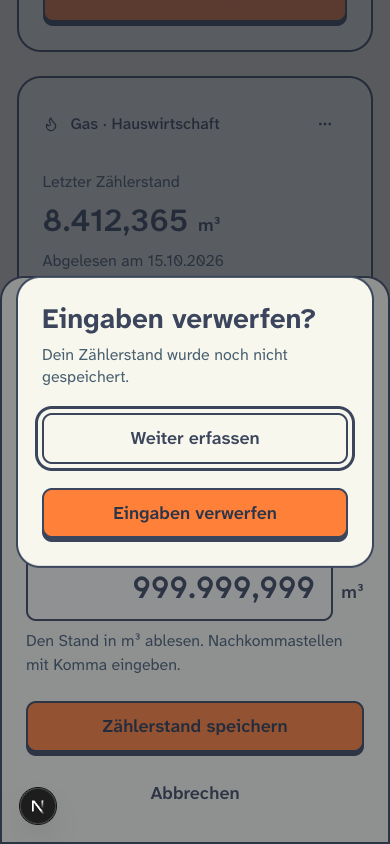 Gas · Hauswirtschaft
...
Letzter Zählerstand
8.412,365 m³
Abgelesen am 15.10.2026
Eingaben verwerfen?
Dein Zählerstand wurde noch nicht
gespeichert.
Weiter erfassen
Eingaben verwerfen
999.999,999 m³
Den Stand in m³ ablesen. Nachkommastellen
mit Komma eingeben.
Zählerstand speichern
Abbrechen
N